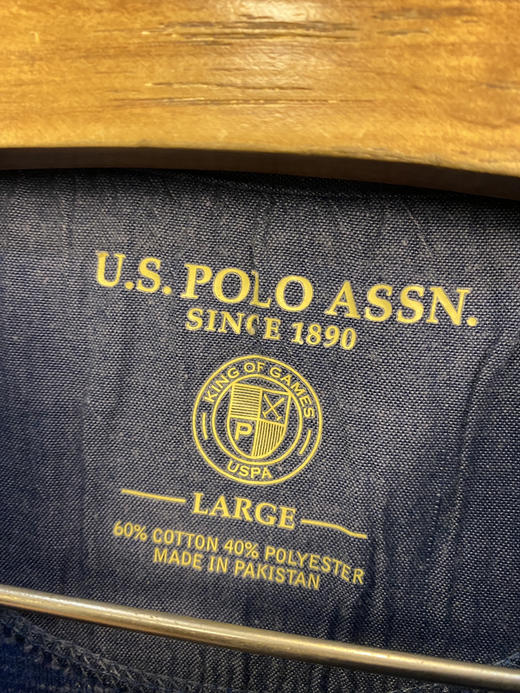 U.S. POLO ASSN.
SINCE 1890
KING OF GAMES
P
USPA
LARGE
60% COTTON 40% POLYESTER
MADE IN PAKISTAN